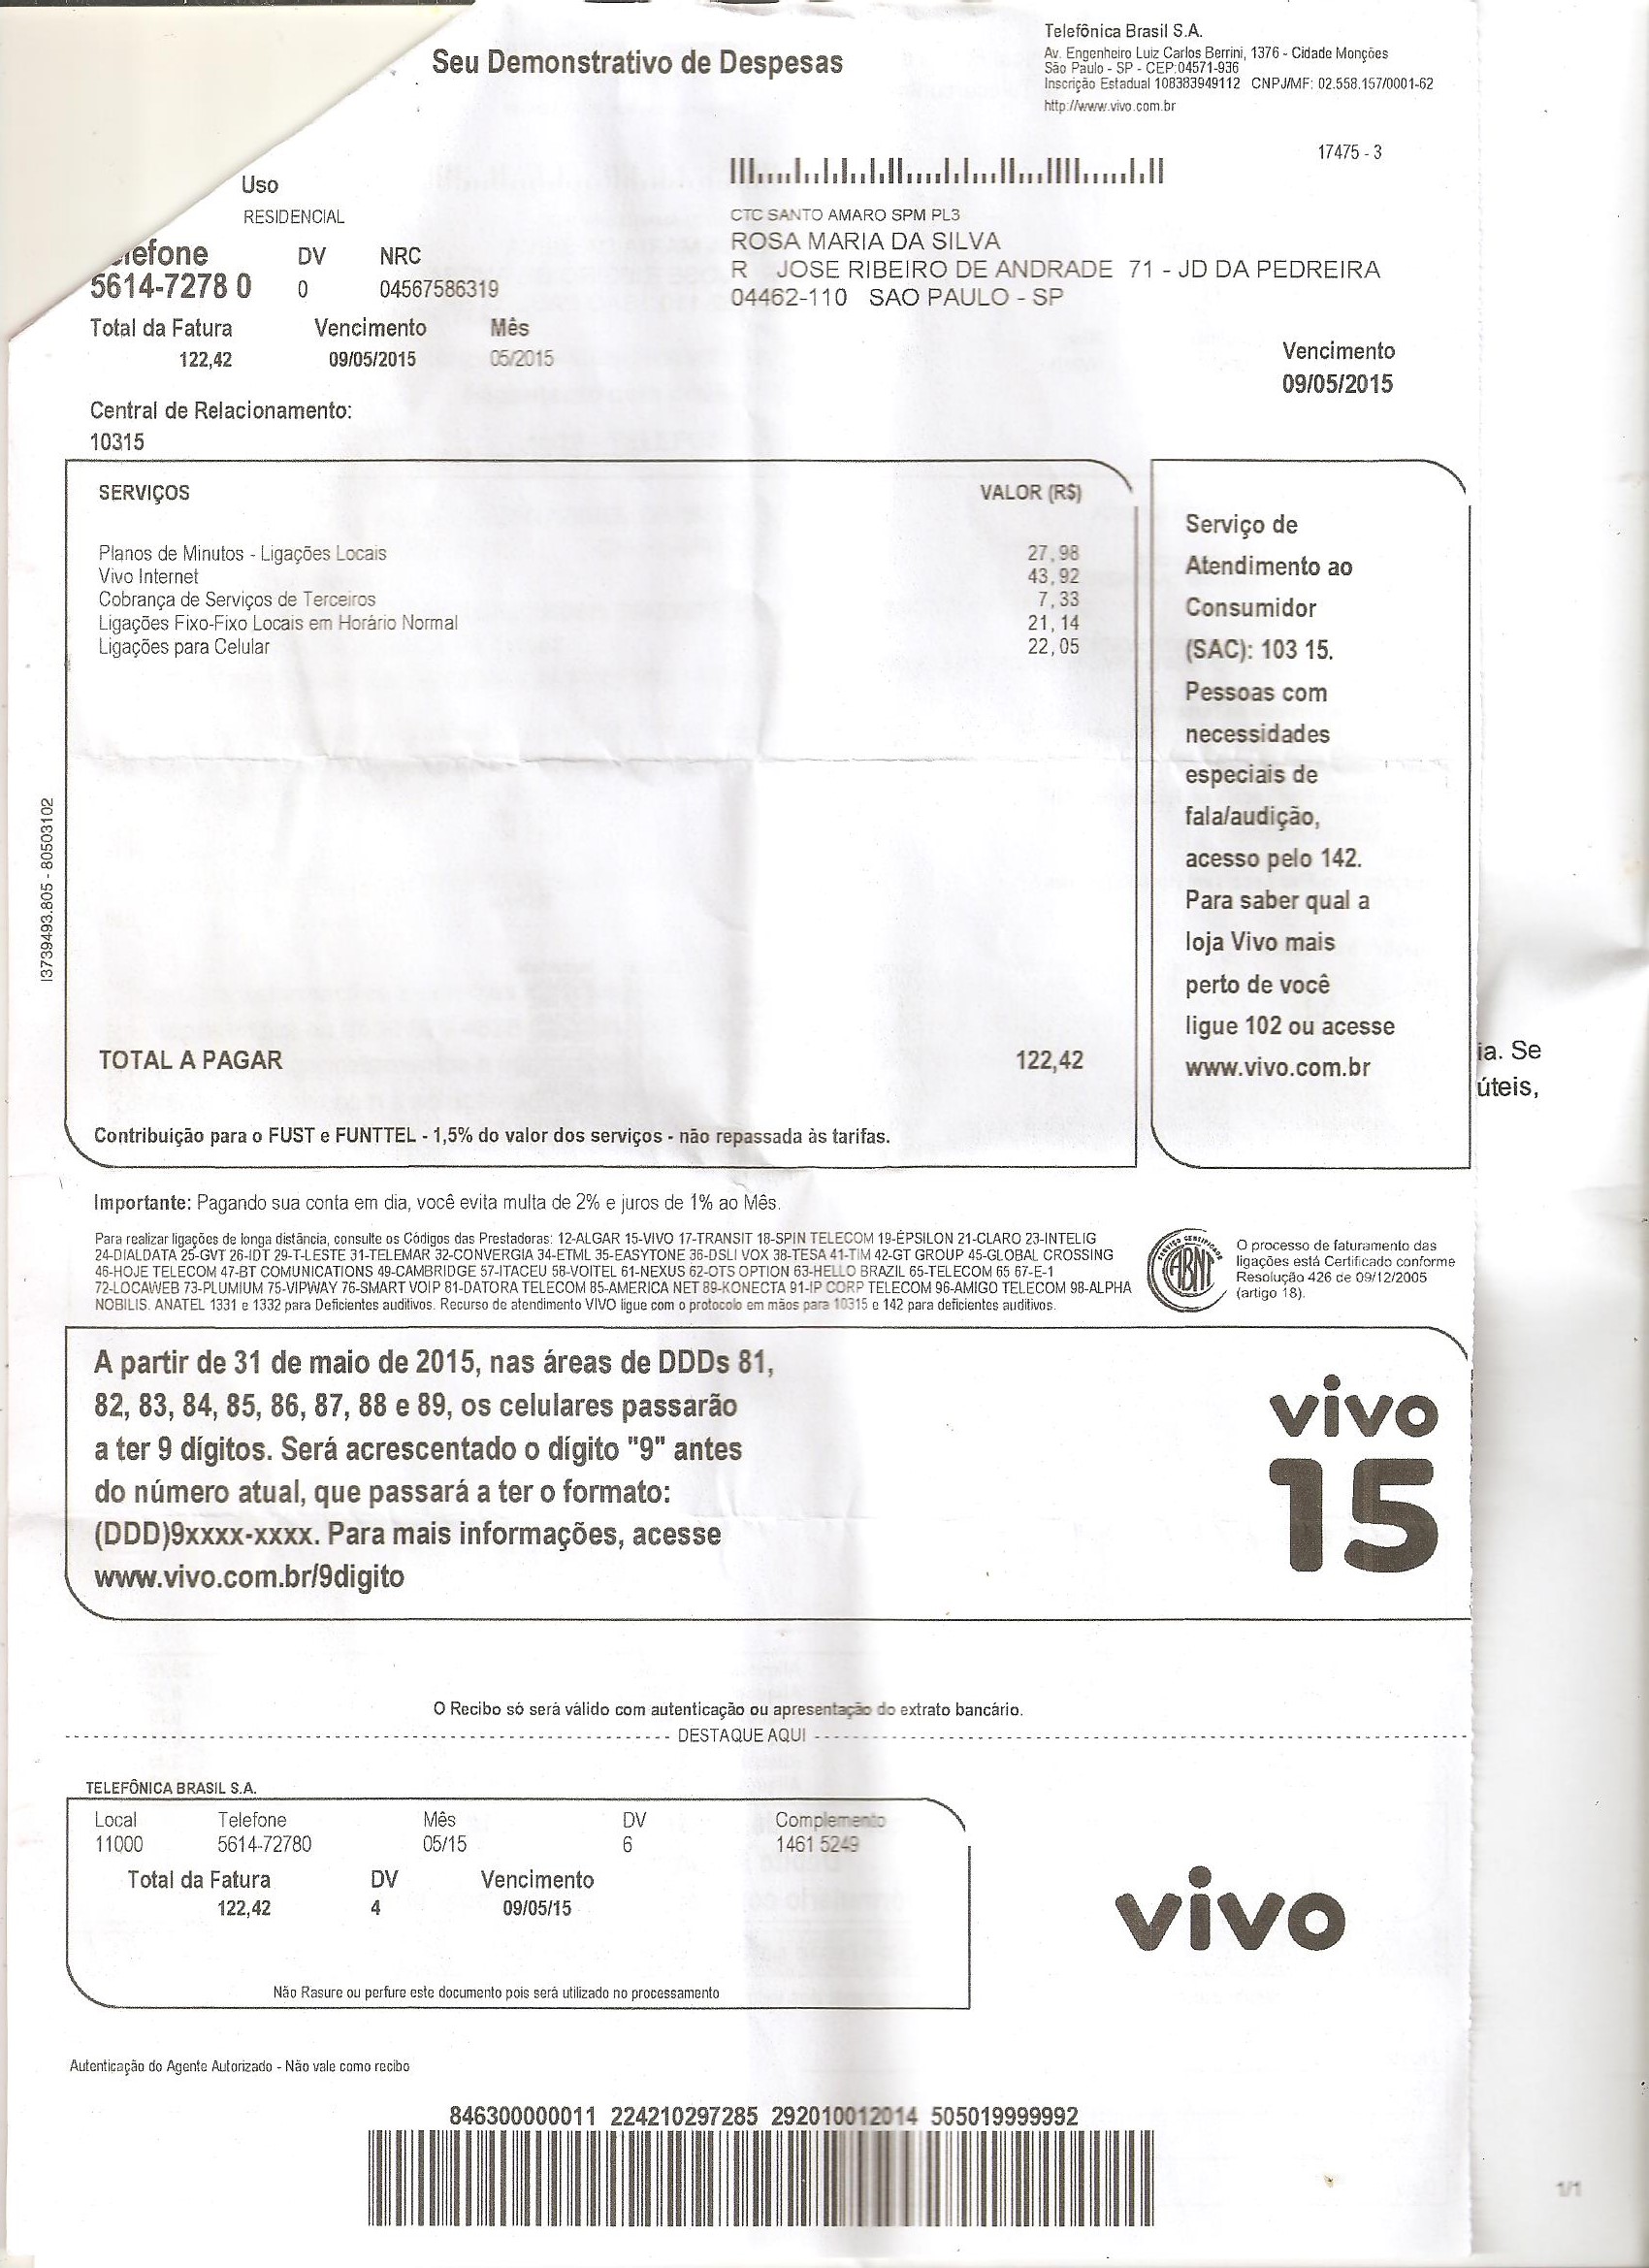 Seu Demonstrativo de Despesas
Telefônica Brasil S.A.
Av. Engenheiro Luiz Carlos Berrini, 1376 - Cidade Monções
São Paulo - SP - CEP:04571-936
Inscrição Estadual 108383949112 CNPJ/MF: 02.558.157/0001-62
http://www.vivo.com.br
17475 - 3
Uso
RESIDENCIAL
CTC SANTO AMARO SPM PL3
ROSA MARIA DA SILVA
R JOSE RIBEIRO DE ANDRADE 71 - JD DA PEDREIRA
04462-110 SAO PAULO - SP
lefone DV NRC
5614-7278 0 0 04567586319
Total da Fatura Vencimento Mês
122,42 09/05/2015 05/2015
Vencimento
09/05/2015
Central de Relacionamento:
10315
SERVIÇOS VALOR (R$)
Planos de Minutos - Ligações Locais 27,98
Vivo Internet 43,92
Cobrança de Serviços de Terceiros 7,33
Ligações Fixo-Fixo Locais em Horário Normal 21,14
Ligações para Celular 22,05
TOTAL A PAGAR 122,42
Contribuição para o FUST e FUNTTEL - 1,5% do valor dos serviços - não repassada às tarifas.
Serviço de
Atendimento ao
Consumidor
(SAC): 103 15.
Pessoas com
necessidades
especiais de
fala/audição,
acesso pelo 142.
Para saber qual a
loja Vivo mais
perto de você
ligue 102 ou acesse
www.vivo.com.br
ia. Se
úteis,
I3739493.805 - 80503102
Importante: Pagando sua conta em dia, você evita multa de 2% e juros de 1% ao Mês.
Para realizar ligações de longa distância, consulte os Códigos das Prestadoras: 12-ALGAR 15-VIVO 17-TRANSIT 18-SPIN TELECOM 19-ÉPSILON 21-CLARO 23-INTELIG
24-DIALDATA 25-GVT 26-IDT 29-T-LESTE 31-TELEMAR 32-CONVERGIA 34-ETML 35-EASYTONE 36-DSLI VOX 38-TESA 41-TIM 42-GT GROUP 45-GLOBAL CROSSING
46-HOJE TELECOM 47-BT COMUNICATIONS 49-CAMBRIDGE 57-ITACEU 58-VOITEL 61-NEXUS 62-OTS OPTION 63-HELLO BRAZIL 65-TELECOM 65 67-E-1
72-LOCAWEB 73-PLUMIUM 75-VIPWAY 76-SMART VOIP 81-DATORA TELECOM 85-AMERICA NET 89-KONECTA 91-IP CORP TELECOM 96-AMIGO TELECOM 98-ALPHA
NOBILIS. ANATEL 1331 e 1332 para Deficientes auditivos. Recurso de atendimento VIVO ligue com o protocolo em mãos para 10315 e 142 para deficientes auditivos.
SERVIÇO CERTIFICADO
ABNT
O processo de faturamento das
ligações está Certificado conforme
Resolução 426 de 09/12/2005
(artigo 18).
A partir de 31 de maio de 2015, nas áreas de DDDs 81,
82, 83, 84, 85, 86, 87, 88 e 89, os celulares passarão
a ter 9 dígitos. Será acrescentado o dígito "9" antes
do número atual, que passará a ter o formato:
(DDD)9xxxx-xxxx. Para mais informações, acesse
www.vivo.com.br/9digito
vivo
15
O Recibo só será válido com autenticação ou apresentação do extrato bancário.
DESTAQUE AQUI
TELEFÔNICA BRASIL S.A.
Local Telefone Mês DV Complemento
11000 5614-72780 05/15 6 1461 5249
Total da Fatura DV Vencimento
122,42 4 09/05/15
Não Rasure ou perfure este documento pois será utilizado no processamento
vivo
Autenticação do Agente Autorizado - Não vale como recibo
846300000011 224210297285 292010012014 505019999992
1/1